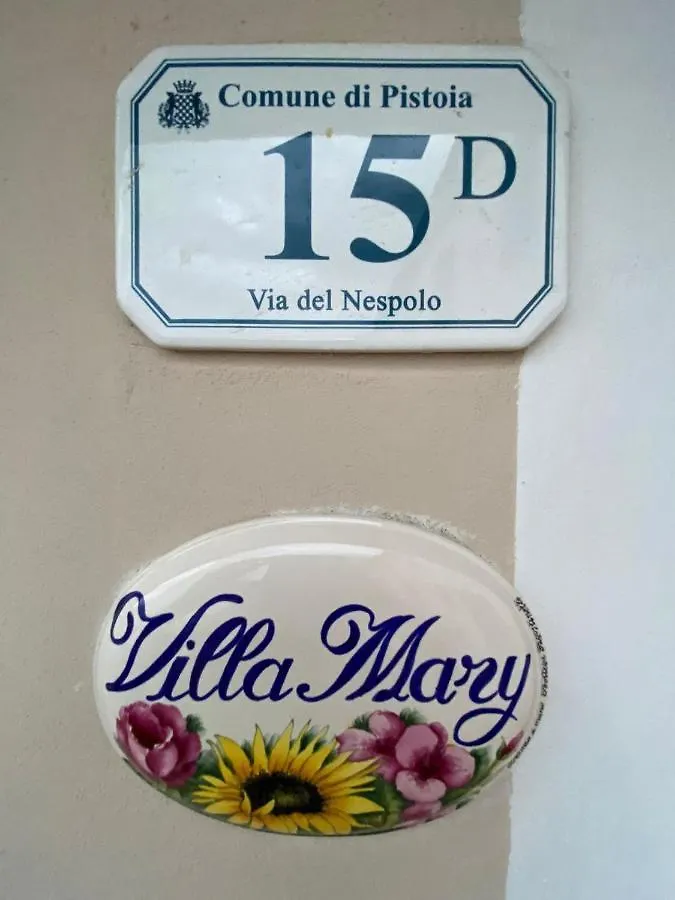 Comune di Pistoia
15D
Via del Nespolo
Villa Mary